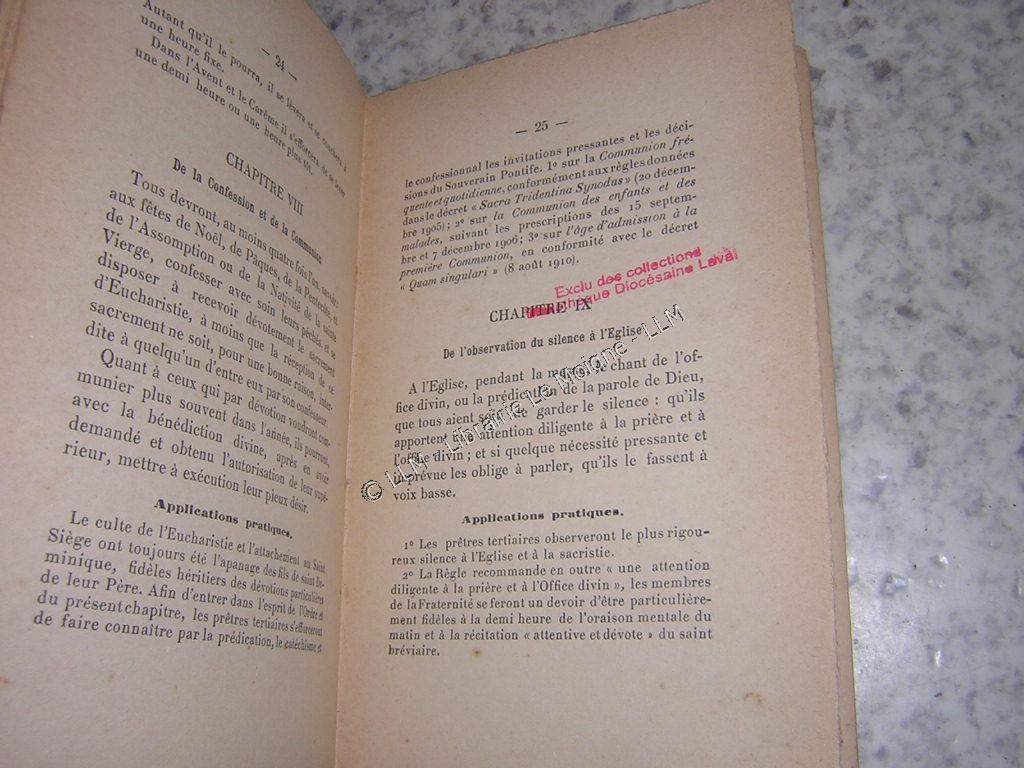 — 24 —
Autant qu'il le pourra, il se lèvera et se couchera à
une heure fixe.
Dans l'Avent et le Carême il s'efforcera de se lever
une demi heure ou une heure plus tôt.
CHAPITRE VIII
De la Confession et de la Communion
Tous devront, au moins quatre fois l'an, savoir:
aux fêtes de Noël, de Pâques, de la Pentecôte, et
de l'Assomption ou de la Nativité de la sainte
Vierge, confesser avec soin leurs péchés, et se
disposer à recevoir dévotement le sacrement
d'Eucharistie, à moins que la réception de ce
sacrement ne soit, pour une bonne raison, inter-
dite à quelqu'un d'entre eux par son confesseur.
Quant à ceux qui par dévotion voudront com-
munier plus souvent dans l'année, ils pourront,
avec la bénédiction divine, après en avoir
demandé et obtenu l'autorisation de leur supé-
rieur, mettre à exécution leur pieux désir.
Applications pratiques.
Le culte de l'Eucharistie et l'attachement au Saint
Siège ont toujours été l'apanage des fils de saint Do-
minique, fidèles héritiers des dévotions particulières
de leur Père. Afin d'entrer dans l'esprit de l'Ordre et
du présent chapitre, les prêtres tertiaires s'efforceront
de faire connaître par la prédication, le catéchisme et
— 25 —
le confessionnal les invitations pressantes et les déci-
sions du Souverain Pontife. 1° sur la Communion fré-
quente et quotidienne, conformément aux règles données
dans le décret « Sacra Tridentina Synodus » (20 décem-
bre 1905); 2° sur la Communion des enfants et des
malades, suivant les prescriptions des 15 septem-
bre et 7 décembre 1906; 3° sur l'âge d'admission à la
première Communion, en conformité avec le décret
« Quam singulari » (8 août 1910).
Exclu des collections
thèque Diocésaine Laval
CHAPITRE IX
De l'observation du silence à l'Eglise
A l'Eglise, pendant la messe, le chant de l'of-
fice divin, ou la prédication de la parole de Dieu,
que tous aient soin de garder le silence : qu'ils
apportent une attention diligente à la prière et à
l'office divin ; et si quelque nécessité pressante et
imprévue les oblige à parler, qu'ils le fassent à
voix basse.
Applications pratiques.
1° Les prêtres tertiaires observeront le plus rigou-
reux silence à l'Eglise et à la sacristie.
2° La Règle recommande en outre « une attention
diligente à la prière et à l'Office divin », les membres
de la Fraternité se feront un devoir d'être particulière-
ment fidèles à la demi heure de l'oraison mentale du
matin et à la récitation « attentive et dévote » du saint
bréviaire.
© LLM - Librairie Le Moigne - LLM